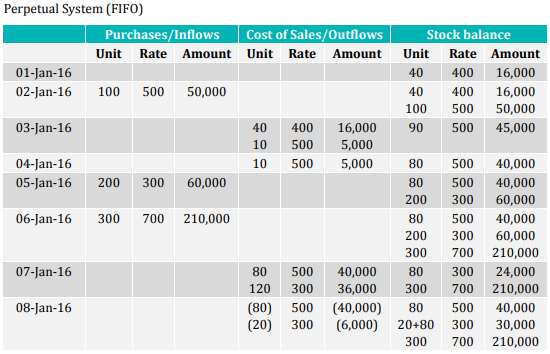 Perpetual System (FIFO)
Purchases/Inflows Cost of Sales/Outflows Stock balance
Unit Rate Amount Unit Rate Amount Unit Rate Amount
01-Jan-16 40 400 16,000
02-Jan-16 100 500 50,000 40 400 16,000
100 500 50,000
03-Jan-16 40 400 16,000 90 500 45,000
10 500 5,000
04-Jan-16 10 500 5,000 80 500 40,000
05-Jan-16 200 300 60,000 80 500 40,000
200 300 60,000
06-Jan-16 300 700 210,000 80 500 40,000
200 300 60,000
300 700 210,000
07-Jan-16 80 500 40,000 80 300 24,000
120 300 36,000 300 700 210,000
08-Jan-16 (80) 500 (40,000) 80 500 40,000
(20) 300 (6,000) 20+80 300 30,000
300 700 210,000